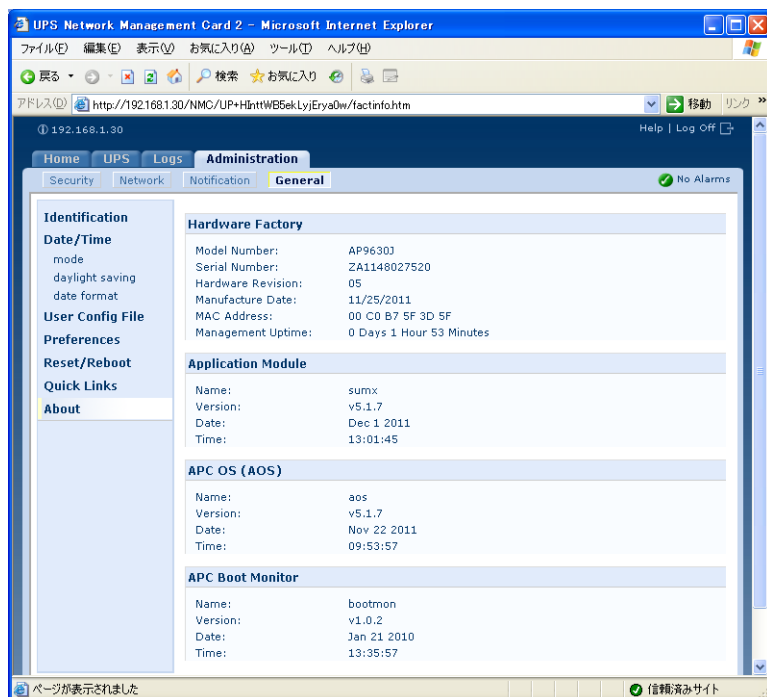 UPS Network Management Card 2 - Microsoft Internet Explorer
ファイル(F) 編集(E) 表示(V) お気に入り(A) ツール(T) ヘルプ(H)
戻る 検索 お気に入り
アドレス(D) http://192.168.1.30/NMC/UP+HInttWB5ekLyjErya0w/factinfo.htm 移動 リンク »
192.168.1.30 Help | Log Off
Home UPS Logs Administration
Security Network Notification General No Alarms
Identification
Date/Time
mode
daylight saving
date format
User Config File
Preferences
Reset/Reboot
Quick Links
About
Hardware Factory
Model Number: AP9630J
Serial Number: ZA1148027520
Hardware Revision: 05
Manufacture Date: 11/25/2011
MAC Address: 00 C0 B7 5F 3D 5F
Management Uptime: 0 Days 1 Hour 53 Minutes
Application Module
Name: sumx
Version: v5.1.7
Date: Dec 1 2011
Time: 13:01:45
APC OS (AOS)
Name: aos
Version: v5.1.7
Date: Nov 22 2011
Time: 09:53:57
APC Boot Monitor
Name: bootmon
Version: v1.0.2
Date: Jan 21 2010
Time: 13:35:57
ページが表示されました 信頼済みサイト